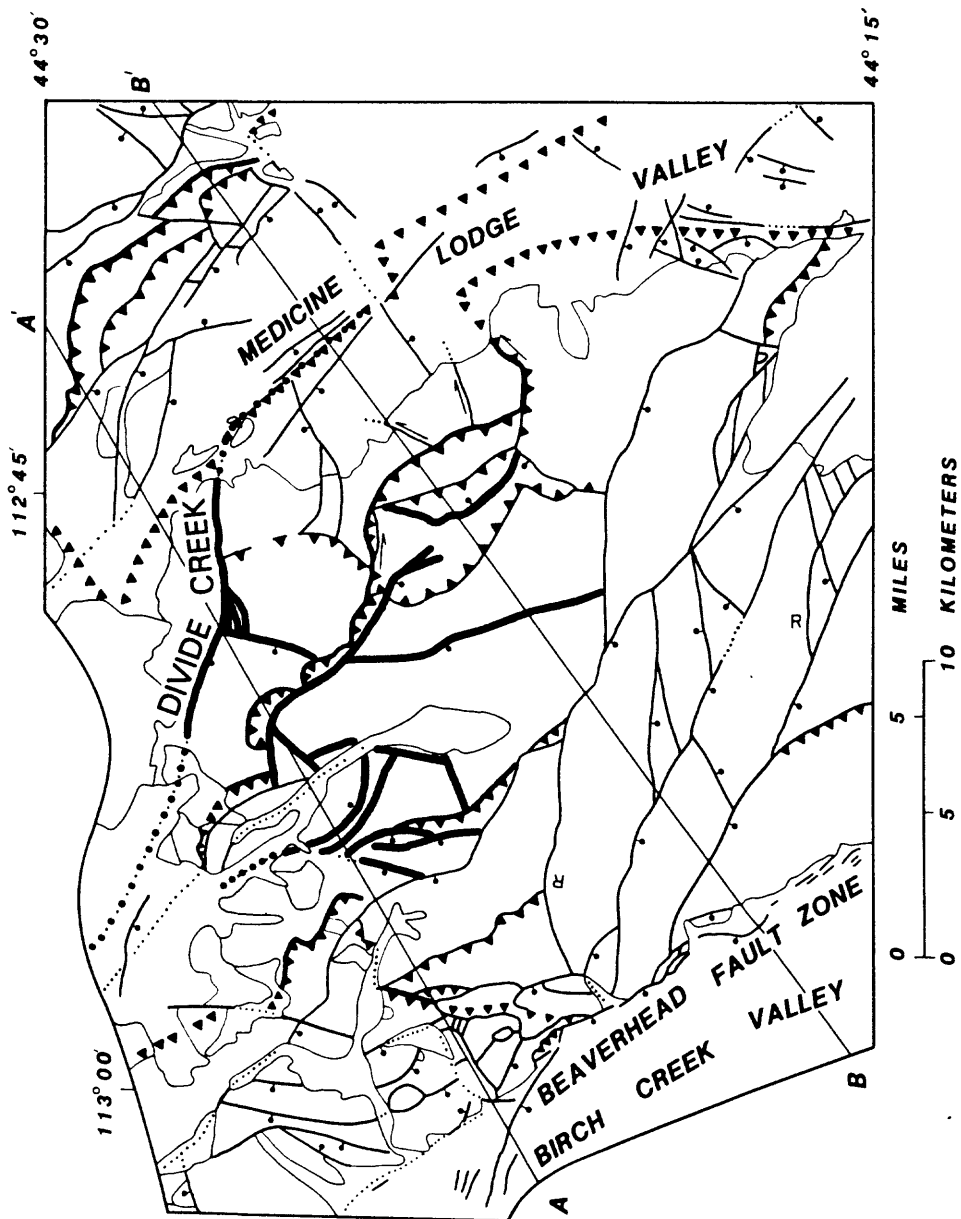 44° 30'
44° 15'
B'
A'
112° 45'
113° 00'
MEDICINE
LODGE
VALLEY
DIVIDE CREEK
R
R
BEAVERHEAD FAULT ZONE
BIRCH CREEK VALLEY
A
B
0 5 MILES
0 5 10 KILOMETERS